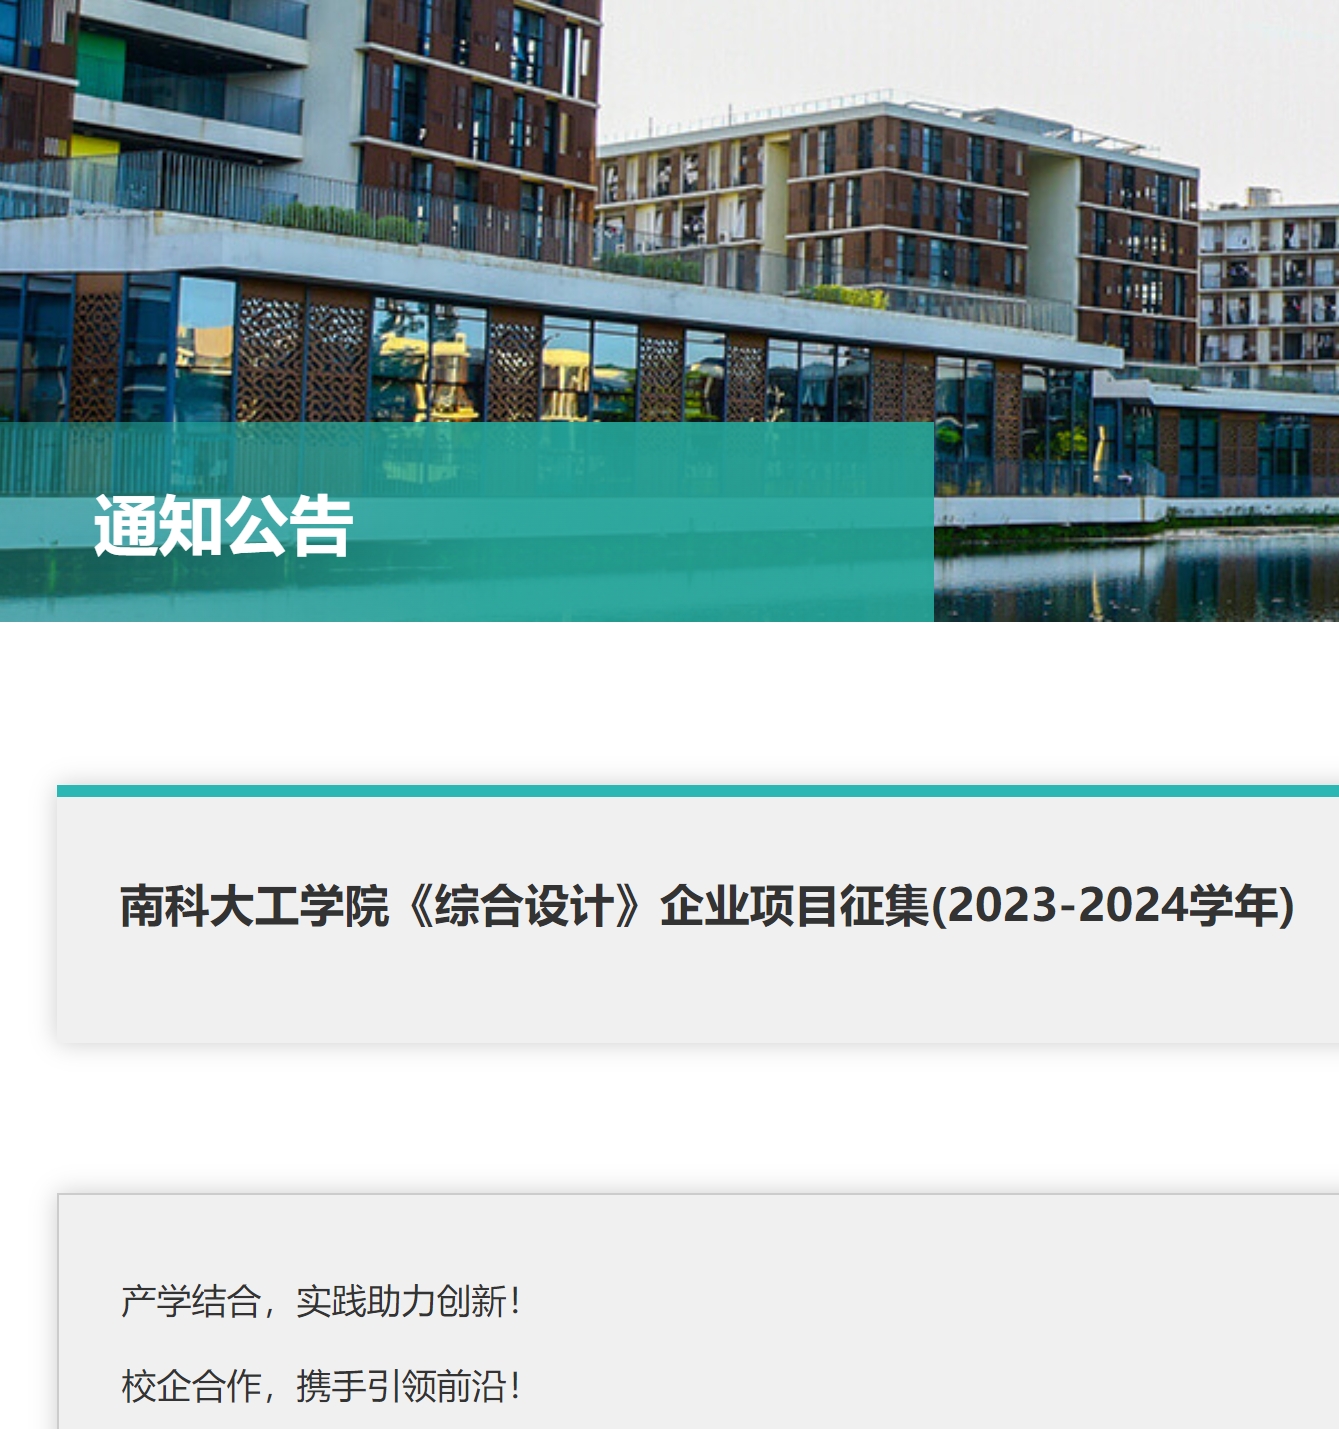 通知公告
南科大工学院《综合设计》企业项目征集(2023-2024学年)
产学结合，实践助力创新！
校企合作，携手引领前沿！